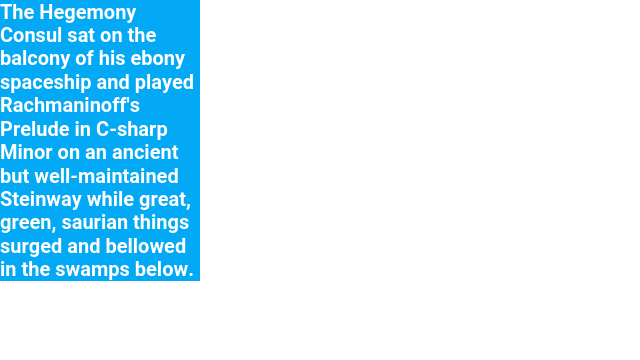 The Hegemony
Consul sat on the
balcony of his ebony
spaceship and played
Rachmaninoff's
Prelude in C-sharp
Minor on an ancient
but well-maintained
Steinway while great,
green, saurian things
surged and bellowed
in the swamps below.